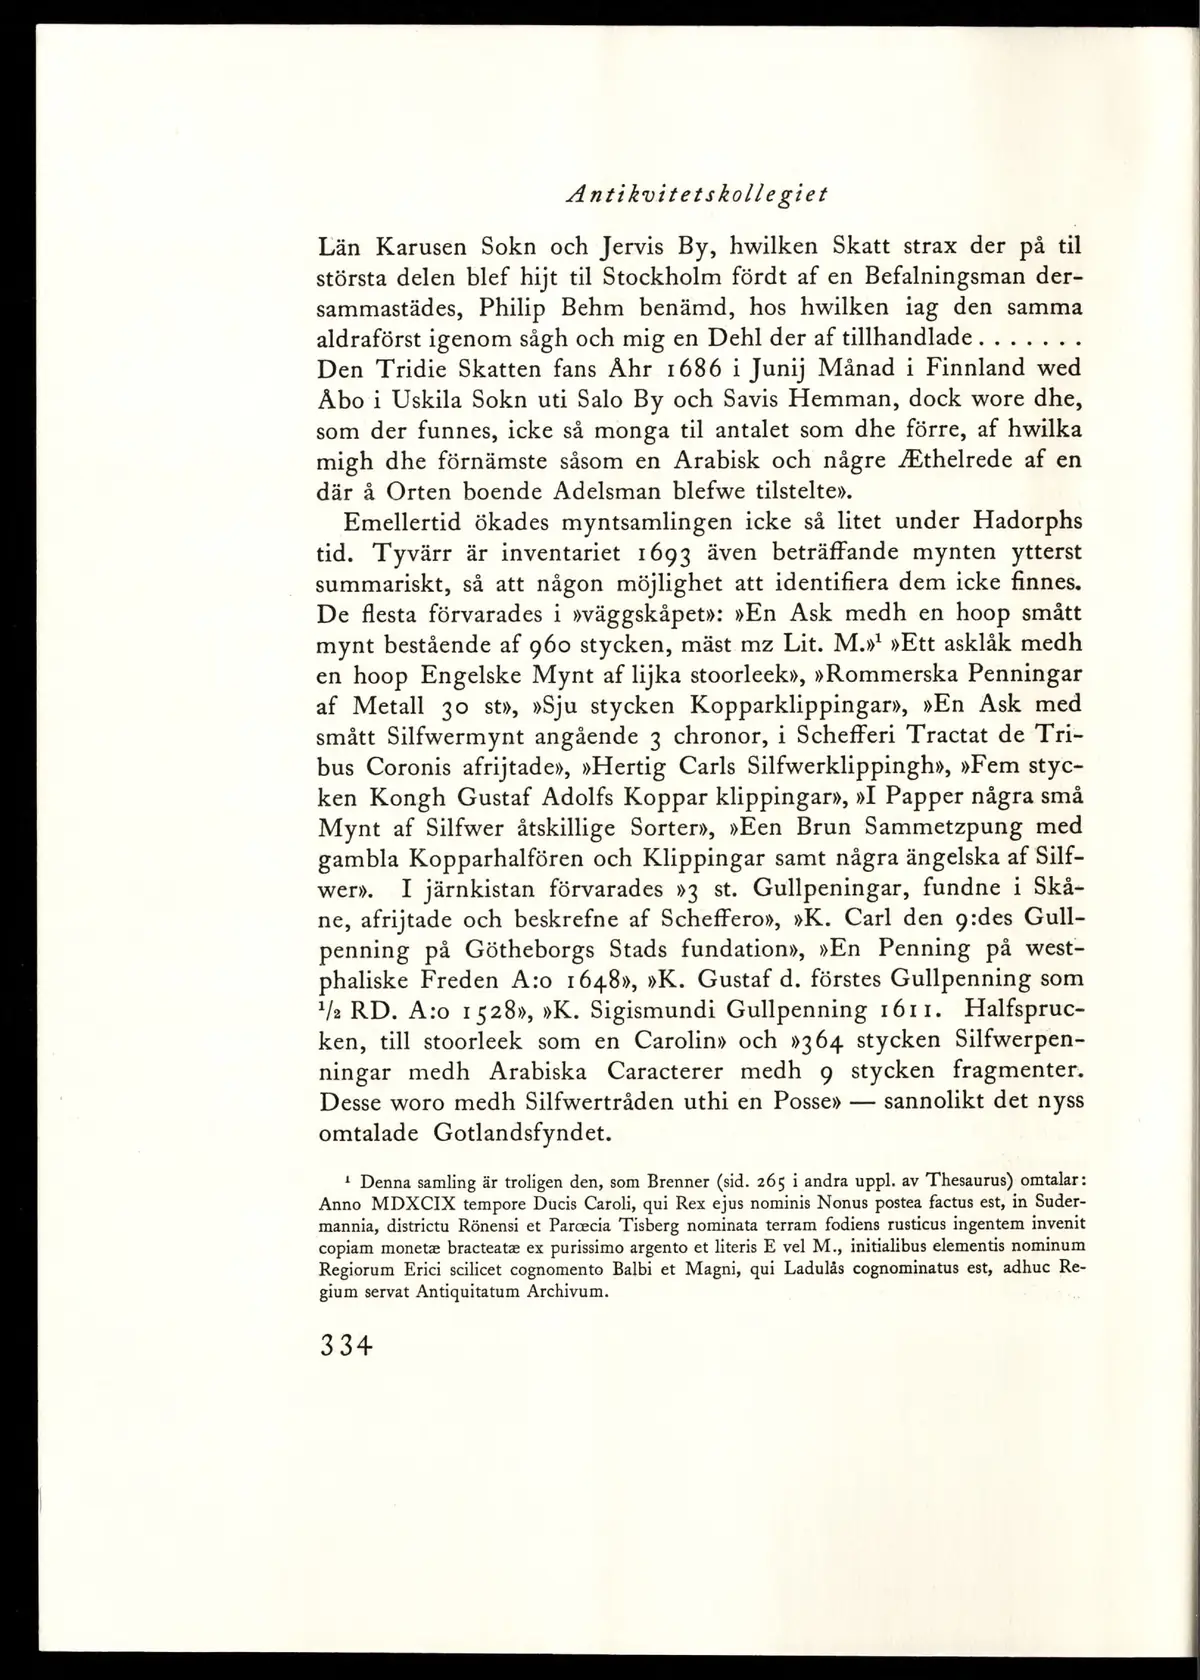 Antikvitetskollegiet
Län Karusen Sokn och Jervis By, hwilken Skatt strax der på til
största delen blef hijt til Stockholm fördt af en Befalningsman der-
sammastädes, Philip Behm benämd, hos hwilken iag den samma
aldraförst igenom sågh och mig en Dehl der af tillhandlade.......
Den Tridie Skatten fans Åhr 1686 i Junij Månad i Finnland wed
Åbo i Uskila Sokn uti Salo By och Savis Hemman, dock wore dhe,
som der funnes, icke så monga til antalet som dhe förre, af hwilka
migh dhe förnämste såsom en Arabisk och någre Æthelrede af en
där å Orten boende Adelsman blefwe tilstelte».
Emellertid ökades myntsamlingen icke så litet under Hadorphs
tid. Tyvärr är inventariet 1693 även beträffande mynten ytterst
summariskt, så att någon möjlighet att identifiera dem icke finnes.
De flesta förvarades i »väggskåpet»: »En Ask medh en hoop smått
mynt bestående af 960 stycken, mäst mz Lit. M.»¹ »Ett asklåk medh
en hoop Engelske Mynt af lijka stoorleek», »Rommerska Penningar
af Metall 30 st», »Sju stycken Kopparklippingar», »En Ask med
smått Silfwermynt angående 3 chronor, i Schefferi Tractat de Tri-
bus Coronis afrijtade», »Hertig Carls Silfwerklippingh», »Fem styc-
ken Kongh Gustaf Adolfs Koppar klippingar», »I Papper några små
Mynt af Silfwer åtskillige Sorter», »Een Brun Sammetzpung med
gambla Kopparhalfören och Klippingar samt några ängelska af Silf-
wer». I järnkistan förvarades »3 st. Gullpeningar, fundne i Skå-
ne, afrijtade och beskrefne af Scheffero», »K. Carl den 9:des Gull-
penning på Götheborgs Stads fundation», »En Penning på west-
phaliske Freden A:o 1648», »K. Gustaf d. förstes Gullpenning som
½ RD. A:o 1528», »K. Sigismundi Gullpenning 1611. Halfspruc-
ken, till stoorleek som en Carolin» och »364 stycken Silfwerpen-
ningar medh Arabiska Caracterer medh 9 stycken fragmenter.
Desse woro medh Silfwertråden uthi en Posse» — sannolikt det nyss
omtalade Gotlandsfyndet.
¹ Denna samling är troligen den, som Brenner (sid. 265 i andra uppl. av Thesaurus) omtalar:
Anno MDXCIX tempore Ducis Caroli, qui Rex ejus nominis Nonus postea factus est, in Suder-
mannia, districtu Rönensi et Parœcia Tisberg nominata terram fodiens rusticus ingentem invenit
copiam monetæ bracteatæ ex purissimo argento et literis E vel M., initialibus elementis nominum
Regiorum Erici scilicet cognomento Balbi et Magni, qui Ladulås cognominatus est, adhuc Re-
gium servat Antiquitatum Archivum.
334